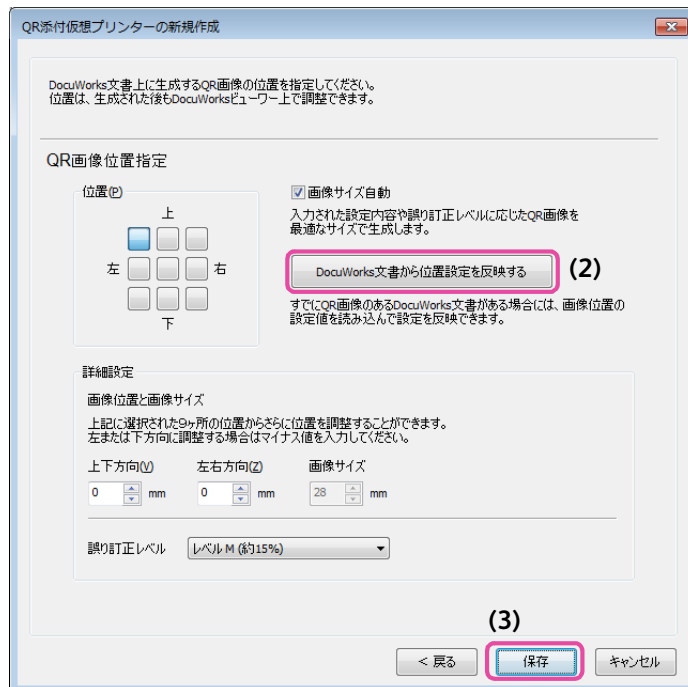 QR添付仮想プリンターの新規作成
DocuWorks文書上に生成するQR画像の位置を指定してください。
位置は、生成された後もDocuWorksビューワー上で調整できます。
QR画像位置指定
位置(P)
上
左
右
下
画像サイズ自動
入力された設定内容や誤り訂正レベルに応じたQR画像を
最適なサイズで生成します。
DocuWorks文書から位置設定を反映する
(2)
すでにQR画像のあるDocuWorks文書がある場合には、画像位置の
設定値を読み込んで設定を反映できます。
詳細設定
画像位置と画像サイズ
上記に選択された9ヶ所の位置からさらに位置を調整することができます。
左または下方向に調整する場合はマイナス値を入力してください。
上下方向(V) 左右方向(Z) 画像サイズ
0 mm 0 mm 28 mm
誤り訂正レベル レベル M (約15%)
(3)
< 戻る 保存 キャンセル